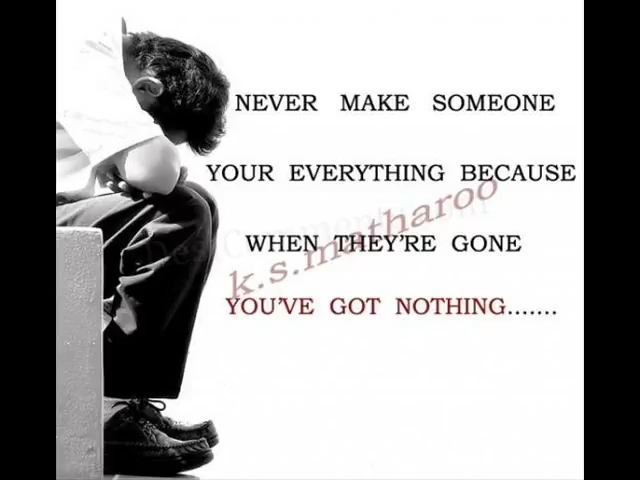 NEVER MAKE SOMEONE
YOUR EVERYTHING BECAUSE
WHEN THEY'RE GONE
YOU'VE GOT NOTHING.......
k.s.matharoo